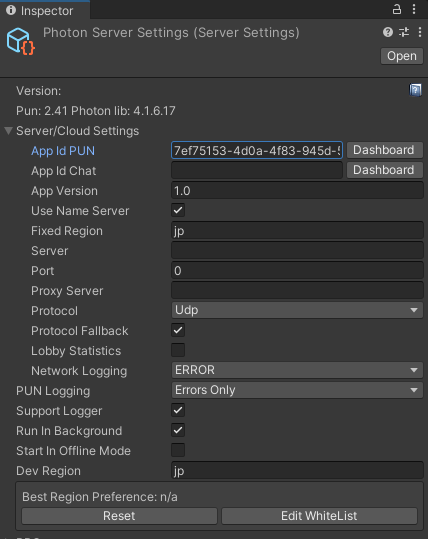 Inspector
Photon Server Settings (Server Settings)
Open
Version:
Pun: 2.41 Photon lib: 4.1.6.17
Server/Cloud Settings
App Id PUN 7ef75153-4d0a-4f83-945d- Dashboard
App Id Chat Dashboard
App Version 1.0
Use Name Server
Fixed Region jp
Server
Port 0
Proxy Server
Protocol Udp
Protocol Fallback
Lobby Statistics
Network Logging ERROR
PUN Logging Errors Only
Support Logger
Run In Background
Start In Offline Mode
Dev Region jp
Best Region Preference: n/a
Reset Edit WhiteList